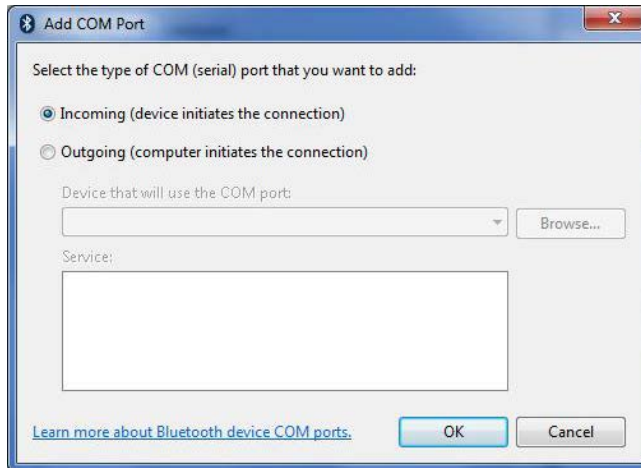 Add COM Port
Select the type of COM (serial) port that you want to add:
Incoming (device initiates the connection)
Outgoing (computer initiates the connection)
Device that will use the COM port:
Browse...
Service:
Learn more about Bluetooth device COM ports.
OK
Cancel